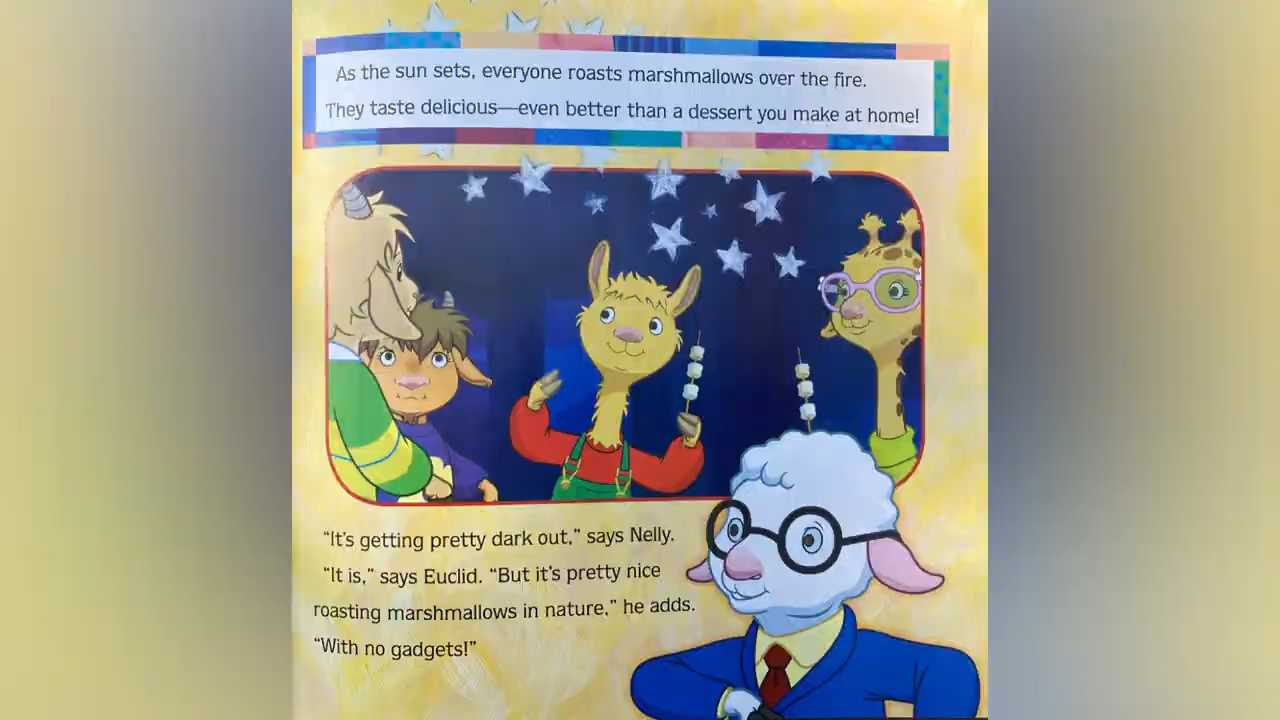 As the sun sets, everyone roasts marshmallows over the fire.
They taste delicious—even better than a dessert you make at home!
“It’s getting pretty dark out,” says Nelly.
“It is,” says Euclid. “But it’s pretty nice
roasting marshmallows in nature,” he adds.
“With no gadgets!”